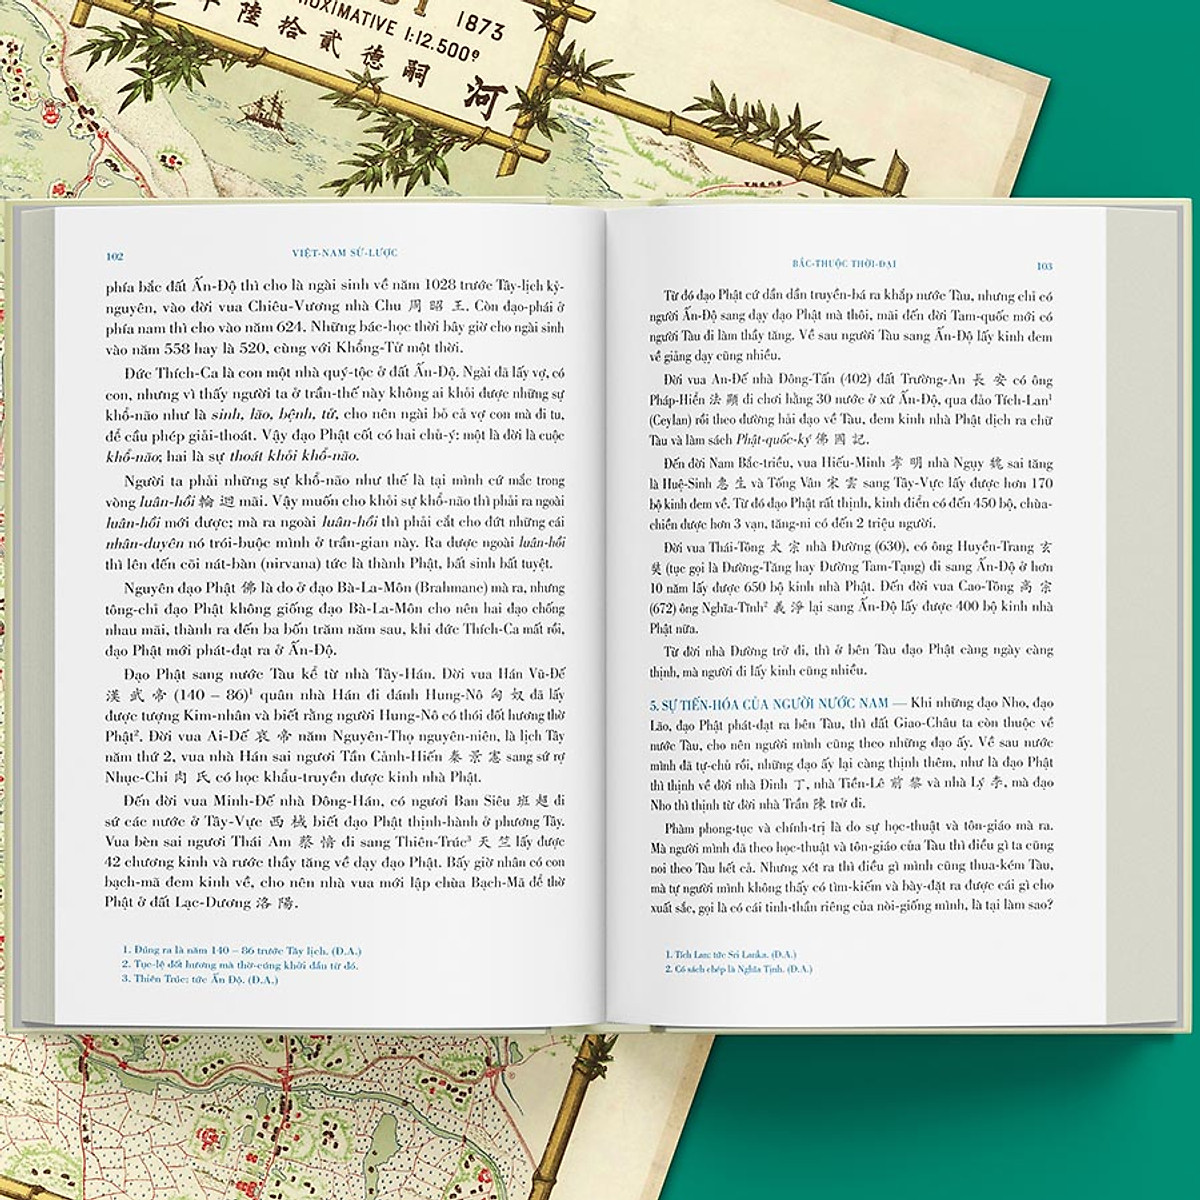 1873
XIMATIVE 1:12.500e
陸拾貳德嗣
河
102
VIỆT-NAM SỬ-LƯỢC
phía bắc đất Ấn-Độ thì cho là ngài sinh về năm 1028 trước Tây-lịch kỷ-
nguyên, vào đời vua Chiêu-Vương nhà Chu 周 昭 王. Còn đạo-phái ở
phía nam thì cho vào năm 624. Những bác-học thời bây giờ cho ngài sinh
vào năm 558 hay là 520, cùng với Khổng-Tử một thời.
Đức Thích-Ca là con một nhà quý-tộc ở đất Ấn-Độ. Ngài đã lấy vợ, có
con, nhưng vì thấy người ta ở trần-thế này không ai khỏi được những sự
khổ-não như là sinh, lão, bệnh, tử, cho nên ngài bỏ cả vợ con mà đi tu,
để cầu phép giải-thoát. Vậy đạo Phật cốt có hai chủ-ý: một là đời là cuộc
khổ-não; hai là sự thoát khỏi khổ-não.
Người ta phải những sự khổ-não như thế là tại mình cứ mắc trong
vòng luân-hồi 輪 迴 mãi. Vậy muốn cho khỏi sự khổ-não thì phải ra ngoài
luân-hồi mới được; mà ra ngoài luân-hồi thì phải cắt cho đứt những cái
nhân-duyên nó trói-buộc mình ở trần-gian này. Ra được ngoài luân-hồi
thì lên đến cõi nát-bàn (nirvana) tức là thành Phật, bất sinh bất tuyệt.
Nguyên đạo Phật 佛 là do ở đạo Bà-La-Môn (Brahmane) mà ra, nhưng
tông-chỉ đạo Phật không giống đạo Bà-La-Môn cho nên hai đạo chống
nhau mãi, thành ra đến ba bốn trăm năm sau, khi đức Thích-Ca mất rồi,
đạo Phật mới phát-đạt ra ở Ấn-Độ.
Đạo Phật sang nước Tàu kể từ nhà Tây-Hán. Đời vua Hán Vũ-Đế
漢 武 帝 (140 – 86)¹ quân nhà Hán đi đánh Hung-Nô 匈 奴 đã lấy
được tượng Kim-nhân và biết rằng người Hung-Nô có thói đốt hương thờ
Phật². Đời vua Ai-Đế 哀 帝 năm Nguyên-Thọ nguyên-niên, là lịch Tây
năm thứ 2, vua nhà Hán sai người Tần Cảnh-Hiến 秦 景 憲 sang sứ rợ
Nhục-Chi 肉 氏 có học khẩu-truyền được kinh nhà Phật.
Đến đời vua Minh-Đế nhà Đông-Hán, có người Ban Siêu 班 超 đi
sứ các nước ở Tây-Vực 西 域 biết đạo Phật thịnh-hành ở phương Tây.
Vua bèn sai người Thái Am 蔡 愔 đi sang Thiên-Trúc³ 天 竺 lấy được
42 chương kinh và rước thầy tăng về dạy đạo Phật. Bấy giờ nhân có con
bạch-mã đem kinh về, cho nên nhà vua mới lập chùa Bạch-Mã để thờ
Phật ở đất Lạc-Dương 洛 陽.
1. Đúng ra là năm 140 – 86 trước Tây lịch. (D.A.)
2. Tục-lệ đốt hương mà thờ-cúng khởi đầu từ đó.
3. Thiên Trúc: tức Ấn Độ. (D.A.)
BẮC-THUỘC THỜI-ĐẠI
103
Từ đó đạo Phật cứ dần dần truyền-bá ra khắp nước Tàu, nhưng chỉ có
người Ấn-Độ sang dạy đạo Phật mà thôi, mãi đến đời Tam-quốc mới có
người Tàu đi làm thầy tăng. Về sau người Tàu sang Ấn-Độ lấy kinh đem
về giảng dạy cũng nhiều.
Đời vua An-Đế nhà Đông-Tấn (402) đất Trường-An 長 安 có ông
Pháp-Hiển 法 顯 đi chơi hằng 30 nước ở xứ Ấn-Độ, qua đảo Tích-Lan¹
(Ceylan) rồi theo đường hải đạo về Tàu, đem kinh nhà Phật dịch ra chữ
Tàu và làm sách Phật-quốc-ký 佛 國 記.
Đến đời Nam Bắc-triều, vua Hiếu-Minh 孝 明 nhà Ngụy 魏 sai tăng
là Huệ-Sinh 惠 生 và Tống Vân 宋 雲 sang Tây-Vực lấy được hơn 170
bộ kinh đem về. Từ đó đạo Phật rất thịnh, kinh điển có đến 450 bộ, chùa-
chiền được hơn 3 vạn, tăng-ni có đến 2 triệu người.
Đời vua Thái-Tông 太 宗 nhà Đường (630), có ông Huyền-Trang 玄
奘 (tục gọi là Đường-Tăng hay Đường Tam-Tạng) đi sang Ấn-Độ ở hơn
10 năm lấy được 650 bộ kinh nhà Phật. Đến đời vua Cao-Tông 高 宗
(672) ông Nghĩa-Tĩnh² 義 淨 lại sang Ấn-Độ lấy được 400 bộ kinh nhà
Phật nữa.
Từ đời nhà Đường trở đi, thì ở bên Tàu đạo Phật càng ngày càng
thịnh, mà người đi lấy kinh cũng nhiều.
5. SỰ TIẾN-HÓA CỦA NGƯỜI NƯỚC NAM — Khi những đạo Nho, đạo
Lão, đạo Phật phát-đạt ra bên Tàu, thì đất Giao-Châu ta còn thuộc về
nước Tàu, cho nên người mình cũng theo những đạo ấy. Về sau nước
mình đã tự-chủ rồi, những đạo ấy lại càng thịnh thêm, như là đạo Phật
thì thịnh về đời nhà Đinh 丁, nhà Tiền-Lê 前 黎 và nhà Lý 李, mà đạo
Nho thì thịnh từ đời nhà Trần 陳 trở đi.
Phàm phong-tục và chính-trị là do sự học-thuật và tôn-giáo mà ra.
Mà người mình đã theo học-thuật và tôn-giáo của Tàu thì điều gì ta cũng
noi theo Tàu hết cả. Nhưng xét ra thì điều gì mình cũng thua-kém Tàu,
mà tự người mình không thấy có tìm-kiếm và bày-đặt ra được cái gì cho
xuất sắc, gọi là có cái tinh-thần riêng của nòi-giống mình, là tại làm sao?
1. Tích Lan: tức Sri Lanka. (D.A.)
2. Có sách chép là Nghĩa Tịnh. (D.A.)